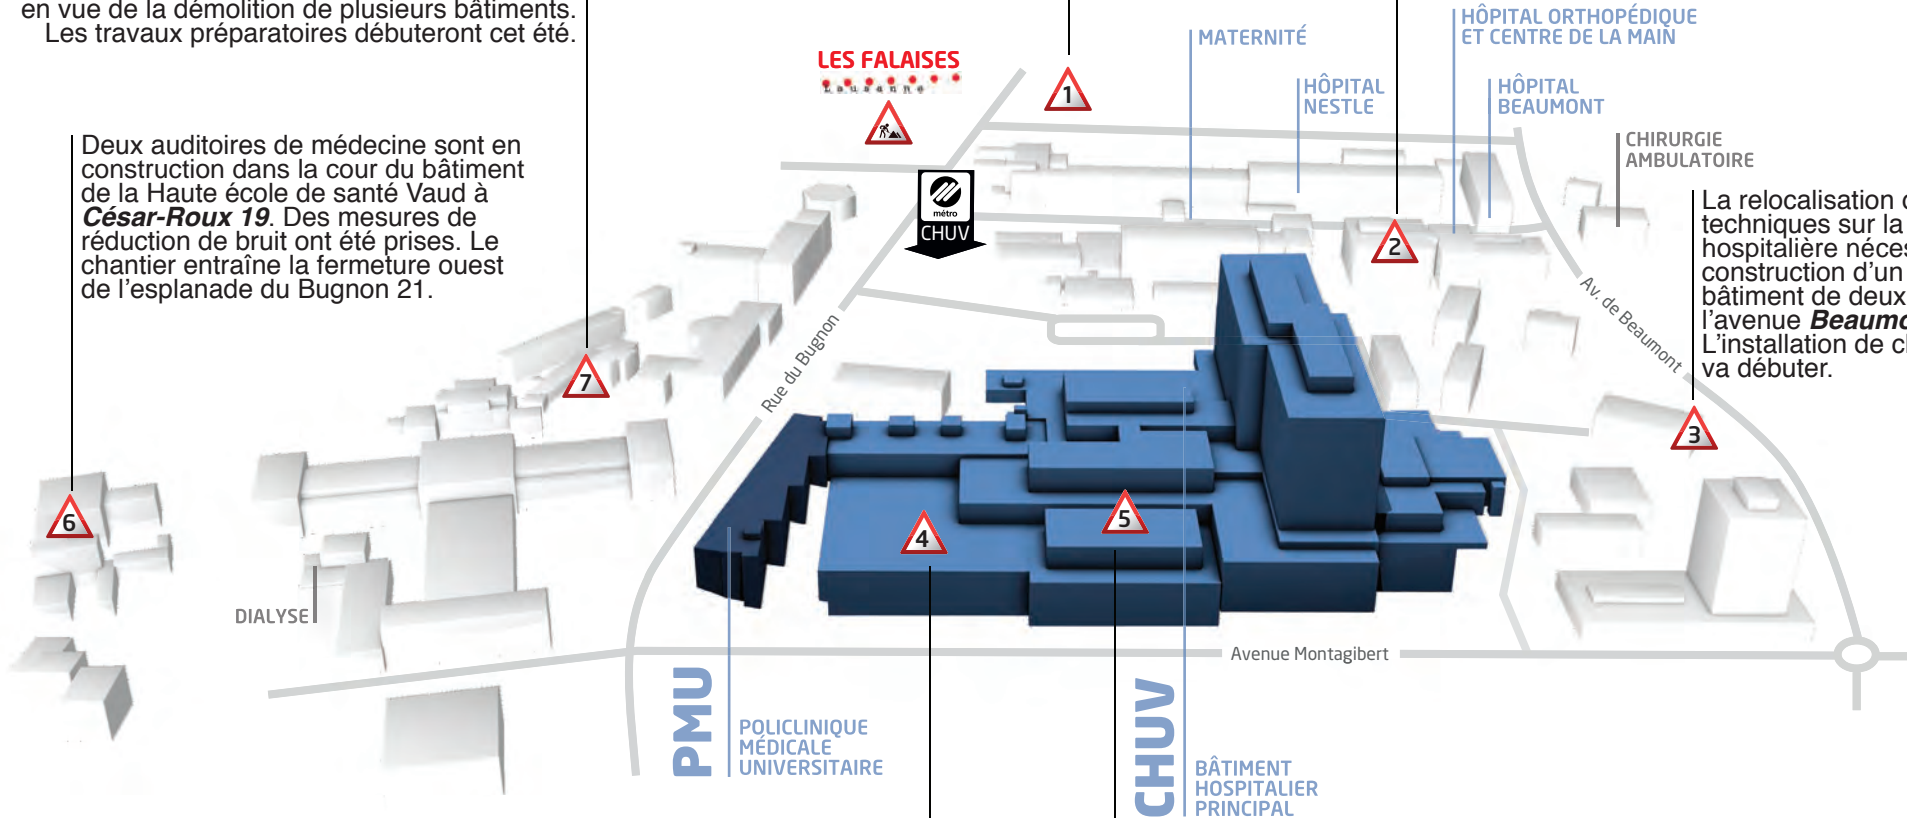 en vue de la démolition de plusieurs bâtiments.
Les travaux préparatoires débuteront cet été.
Deux auditoires de médecine sont en
construction dans la cour du bâtiment
de la Haute école de santé Vaud à
César-Roux 19. Des mesures de
réduction de bruit ont été prises. Le
chantier entraîne la fermeture ouest
de l’esplanade du Bugnon 21.
LES FALAISES
Lausanne
1
MATERNITÉ
HÔPITAL
NESTLE
HÔPITAL ORTHOPÉDIQUE
ET CENTRE DE LA MAIN
HÔPITAL
BEAUMONT
CHIRURGIE
AMBULATOIRE
métro
CHUV
2
La relocalisation
techniques sur la
hospitalière
construction d’un
bâtiment de deux
l’avenue
L’installation de
va débuter.
Av. de Beaumont
Rue du Bugnon
7
3
6
4
5
DIALYSE
Avenue Montagibert
PMU
POLICLINIQUE
MÉDICALE
UNIVERSITAIRE
CHUV
BÂTIMENT
HOSPITALIER
PRINCIPAL